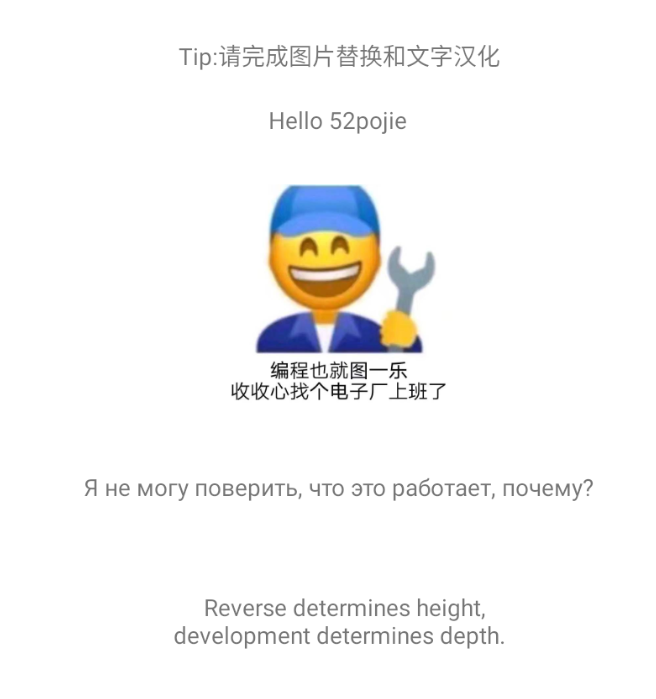 Tip:请完成图片替换和文字汉化
Hello 52pojie
编程也就图一乐
收收心找个电子厂上班了
Я не могу поверить, что это работает, почему?
Reverse determines height,
development determines depth.